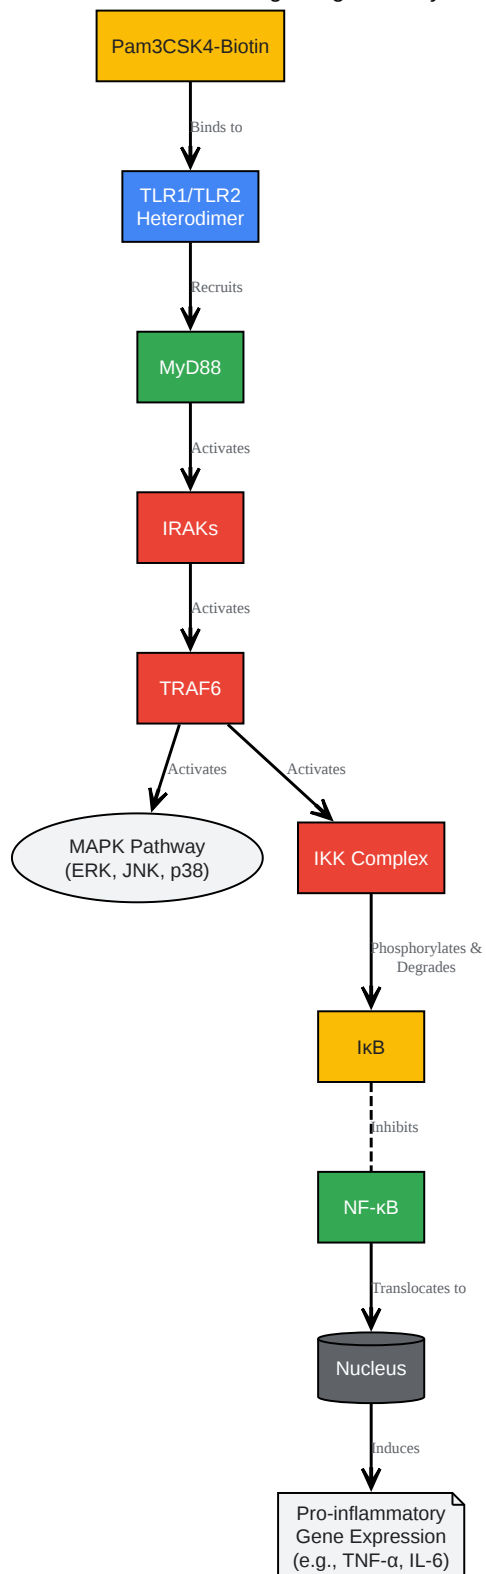 Pam3CSK4-Biotin
Binds to
TLR1/TLR2
Heterodimer
Recruits
MyD88
Activates
IRAKs
Activates
TRAF6
Activates
Activates
MAPK Pathway
(ERK, JNK, p38)
IKK Complex
Phosphorylates &
Degrades
IκB
Inhibits
NF-κB
Translocates to
Nucleus
Induces
Pro-inflammatory
Gene Expression
(e.g., TNF-α, IL-6)